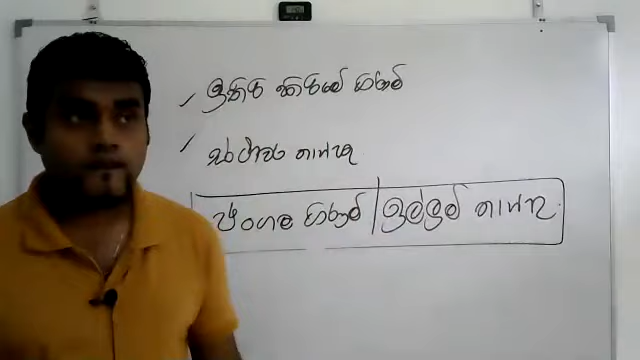 ඉතිරි කිරීමේ ගිණුම්
ස්ථාවර තැන්පතු
ජංගම ගිණුම් ඉල්ලුම් තැන්පතු